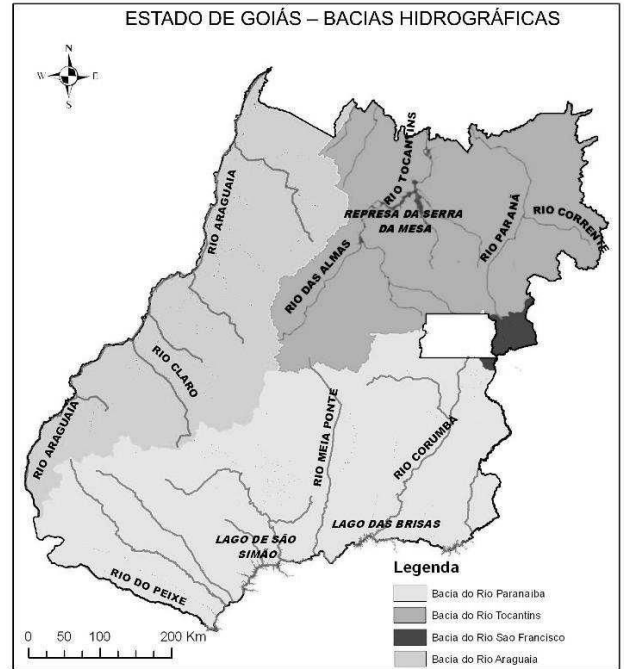 ESTADO DE GOIÁS – BACIAS HIDROGRÁFICAS
N
W E
S
RIO ARAGUAIA
RIO TOCANTINS
REPRESA DA SERRA
DA MESA
RIO PARANÃ
RIO CORRENTE
RIO DAS ALMAS
RIO CLARO
RIO ARAGUAIA
RIO MEIA PONTE
RIO CORUMBÁ
LAGO DAS BRISAS
LAGO DE SÃO
SIMÃO
RIO DO PEIXE
Legenda
Bacia do Rio Paranaiba
Bacia do Rio Tocantins
Bacia do Rio Sao Francisco
Bacia do Rio Araguaia
0 50 100 200 Km